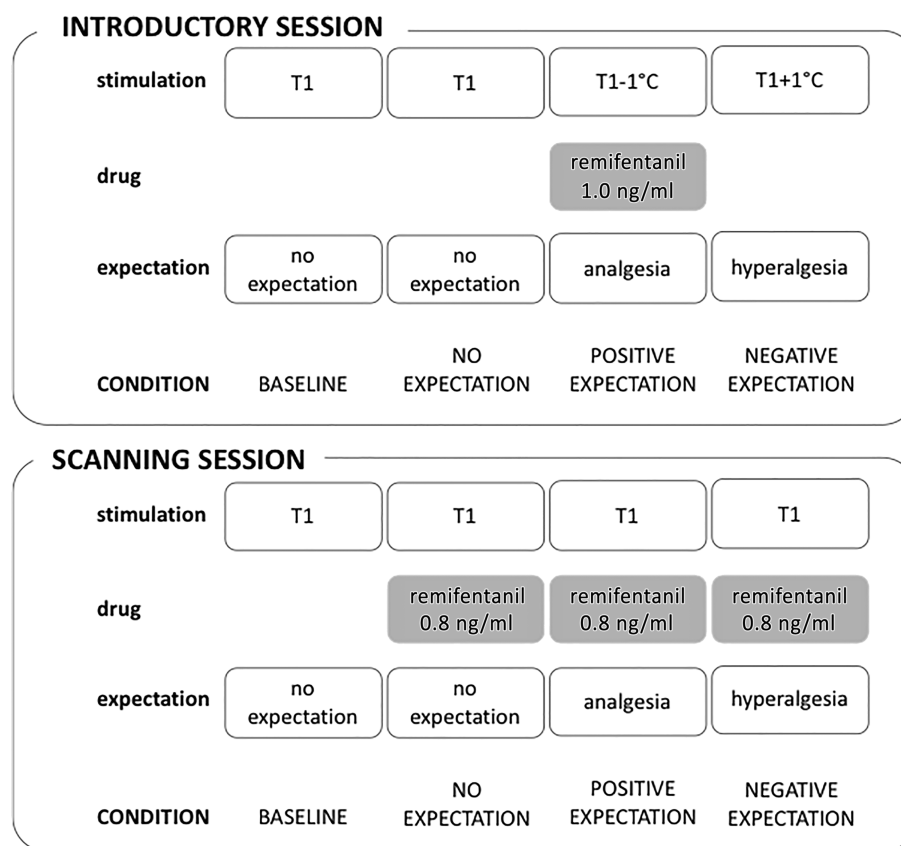 INTRODUCTORY SESSION
stimulation T1 T1 T1-1°C T1+1°C
drug remifentanil
1.0 ng/ml
expectation no
expectation no
expectation analgesia hyperalgesia
CONDITION BASELINE NO
EXPECTATION POSITIVE
EXPECTATION NEGATIVE
EXPECTATION
SCANNING SESSION
stimulation T1 T1 T1 T1
drug remifentanil
0.8 ng/ml remifentanil
0.8 ng/ml remifentanil
0.8 ng/ml
expectation no
expectation no
expectation analgesia hyperalgesia
CONDITION BASELINE NO
EXPECTATION POSITIVE
EXPECTATION NEGATIVE
EXPECTATION